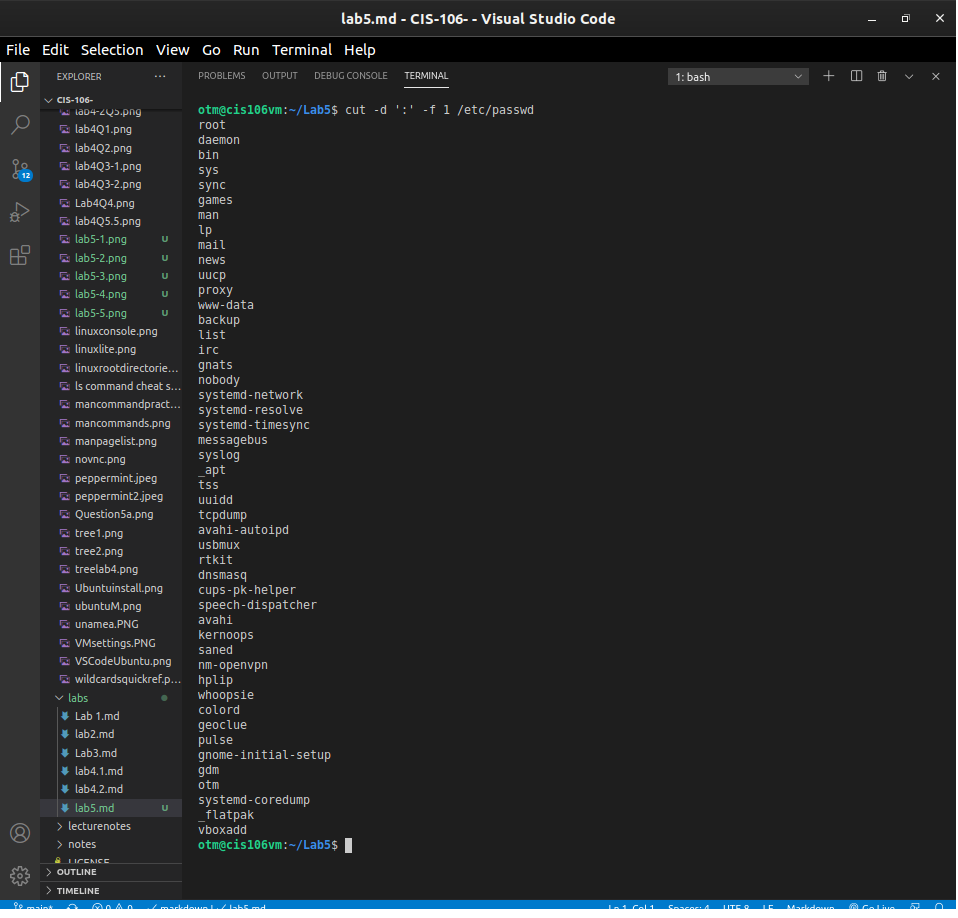 lab5.md - CIS-106- - Visual Studio Code
File Edit Selection View Go Run Terminal Help
EXPLORER
CIS-106-
lab4-2Q5.png
lab4Q1.png
lab4Q2.png
lab4Q3-1.png
lab4Q3-2.png
Lab4Q4.png
lab4Q5.5.png
lab5-1.png U
lab5-2.png U
lab5-3.png U
lab5-4.png U
lab5-5.png U
linuxconsole.png
linuxlite.png
linuxrootdirectorie...
ls command cheat s...
mancommandpract...
mancommands.png
manpagelist.png
novnc.png
peppermint.jpeg
peppermint2.jpeg
Question5a.png
tree1.png
tree2.png
treelab4.png
Ubuntuinstall.png
ubuntuM.png
unamea.PNG
VMsettings.PNG
VSCodeUbuntu.png
wildcardsquickref.p...
labs
Lab 1.md
lab2.md
Lab3.md
lab4.1.md
lab4.2.md
lab5.md U
lecturenotes
notes
LICENSE
OUTLINE
TIMELINE
12
PROBLEMS OUTPUT DEBUG CONSOLE TERMINAL
1: bash
otm@cis106vm:~/Lab5$ cut -d ':' -f 1 /etc/passwd
root
daemon
bin
sys
sync
games
man
lp
mail
news
uucp
proxy
www-data
backup
list
irc
gnats
nobody
systemd-network
systemd-resolve
systemd-timesync
messagebus
syslog
_apt
tss
uuidd
tcpdump
avahi-autoipd
usbmux
rtkit
dnsmasq
cups-pk-helper
speech-dispatcher
avahi
kernoops
saned
nm-openvpn
hplip
whoopsie
colord
geoclue
pulse
gnome-initial-setup
gdm
otm
systemd-coredump
_flatpak
vboxadd
otm@cis106vm:~/Lab5$
main* 0 0 markdown | lab5.md Ln 1, Col 1 Spaces: 4 UTF-8 LF Markdown Go Live